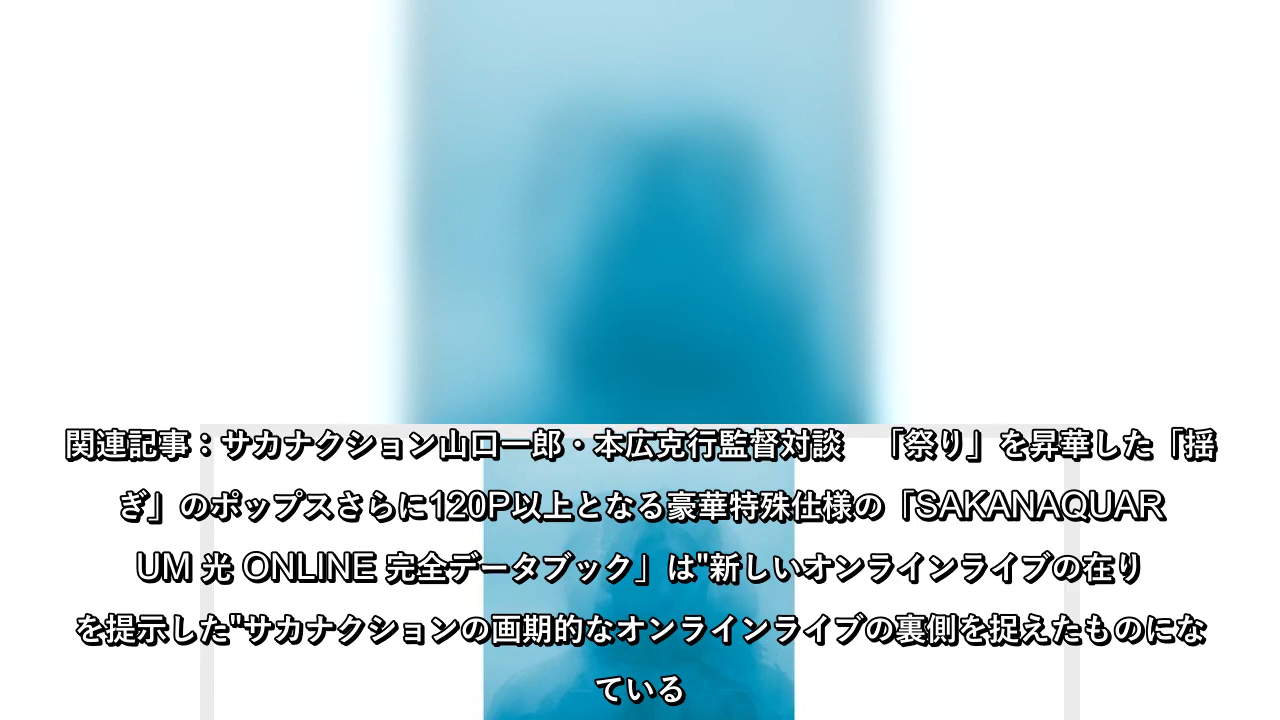 関連記事：サカナクション山口一郎・本広克行監督対談　「祭り」を昇華した「揺
ぎ」のポップスさらに120P以上となる豪華特殊仕様の「SAKANAQUAR
UM 光 ONLINE 完全データブック」は"新しいオンラインライブの在り
を提示した"サカナクションの画期的なオンラインライブの裏側を捉えたものにな
ている